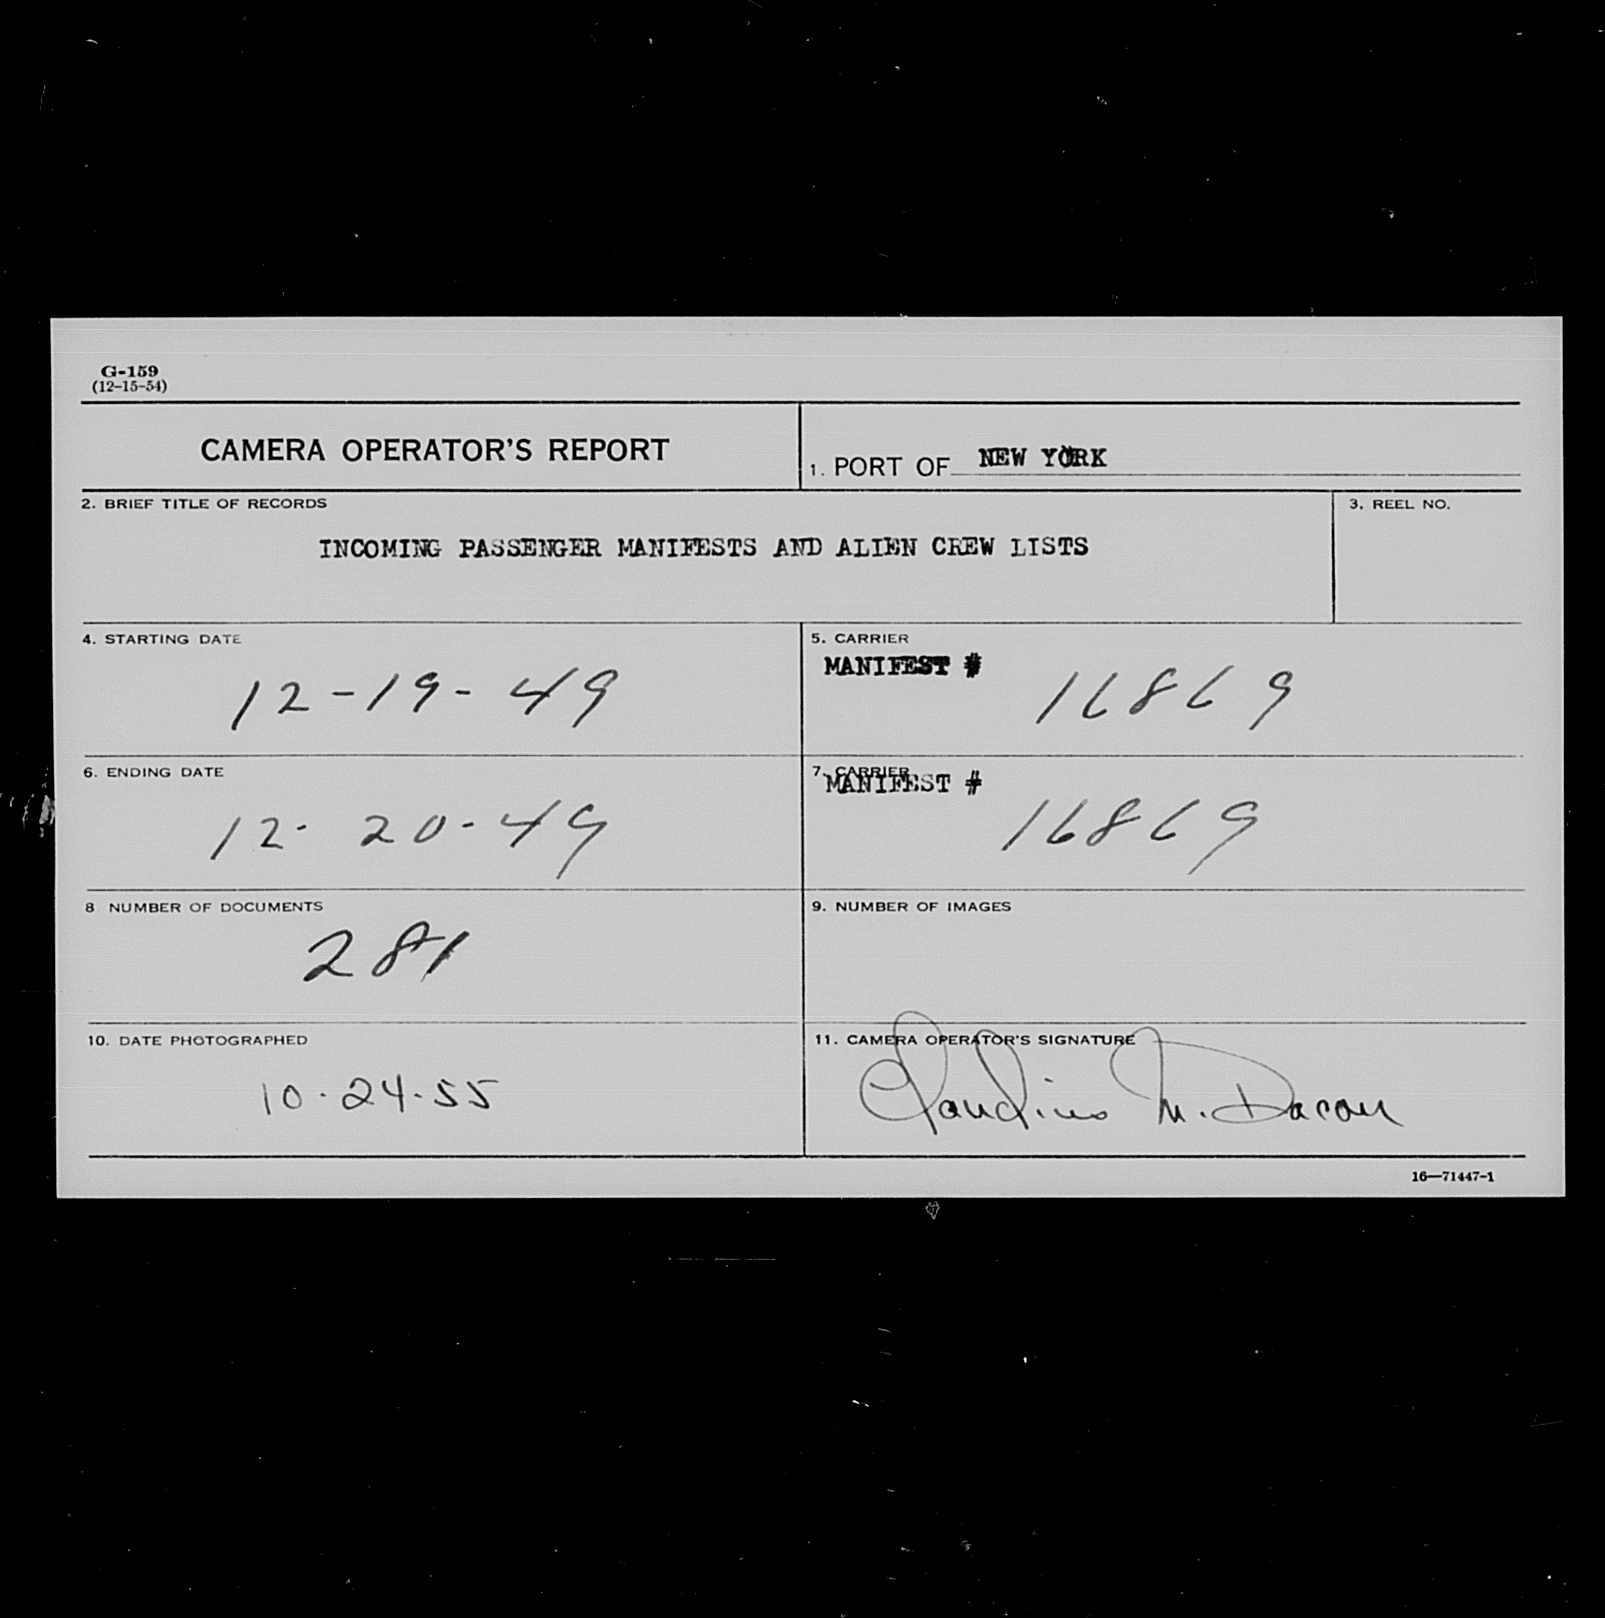 G-159
(12-15-54)
CAMERA OPERATOR'S REPORT
1. PORT OF NEW YORK
2. BRIEF TITLE OF RECORDS
INCOMING PASSENGER MANIFESTS AND ALIEN CREW LISTS
3. REEL NO.
4. STARTING DATE
12-19-49
5. CARRIER
MANIFEST # 16869
6. ENDING DATE
12-20-49
7. CARRIER
MANIFEST # 16869
8 NUMBER OF DOCUMENTS
281
9. NUMBER OF IMAGES
10. DATE PHOTOGRAPHED
10-24-55
11. CAMERA OPERATOR'S SIGNATURE
M.
16—71447-1